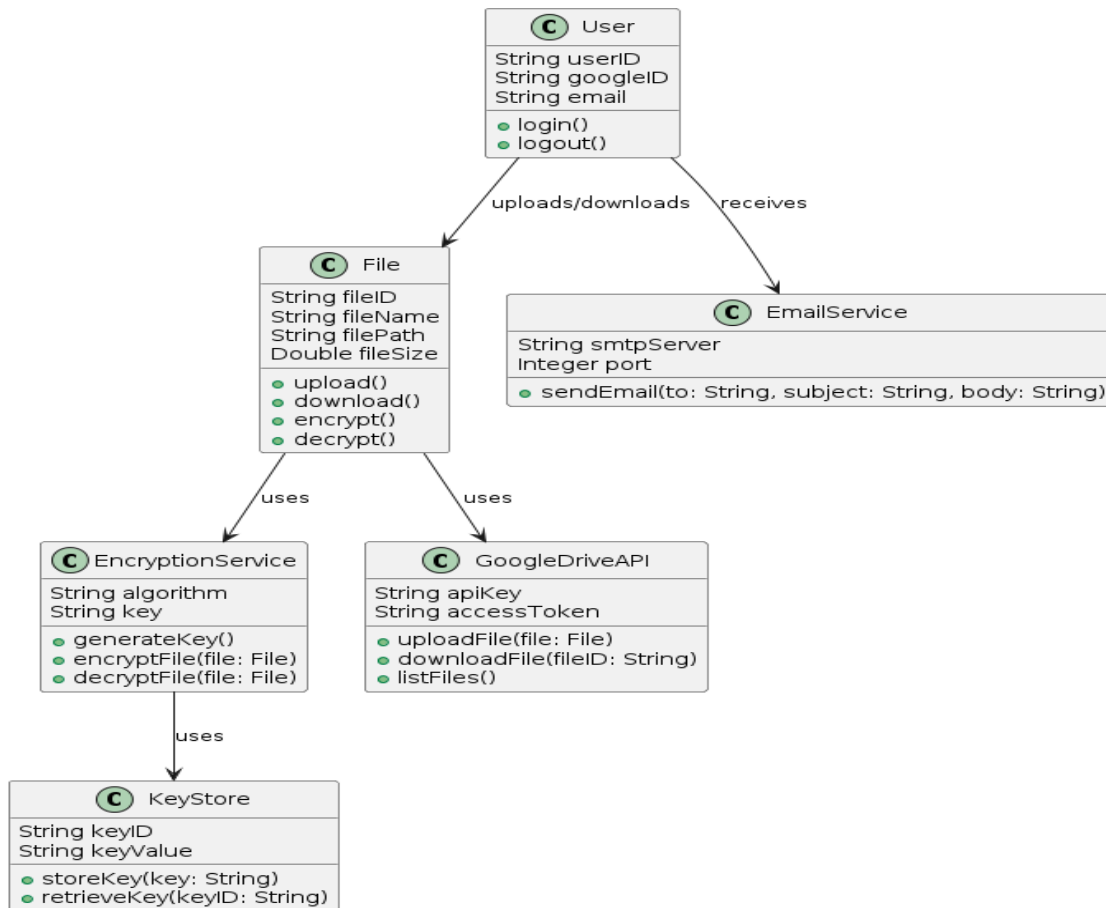 C User
String userID
String googleID
String email
login()
logout()
uploads/downloads
receives
C File
String fileID
String fileName
String filePath
Double fileSize
upload()
download()
encrypt()
decrypt()
C EmailService
String smtpServer
Integer port
sendEmail(to: String, subject: String, body: String)
uses
uses
C EncryptionService
String algorithm
String key
generateKey()
encryptFile(file: File)
decryptFile(file: File)
C GoogleDriveAPI
String apiKey
String accessToken
uploadFile(file: File)
downloadFile(fileID: String)
listFiles()
uses
C KeyStore
String keyID
String keyValue
storeKey(key: String)
retrieveKey(keyID: String)